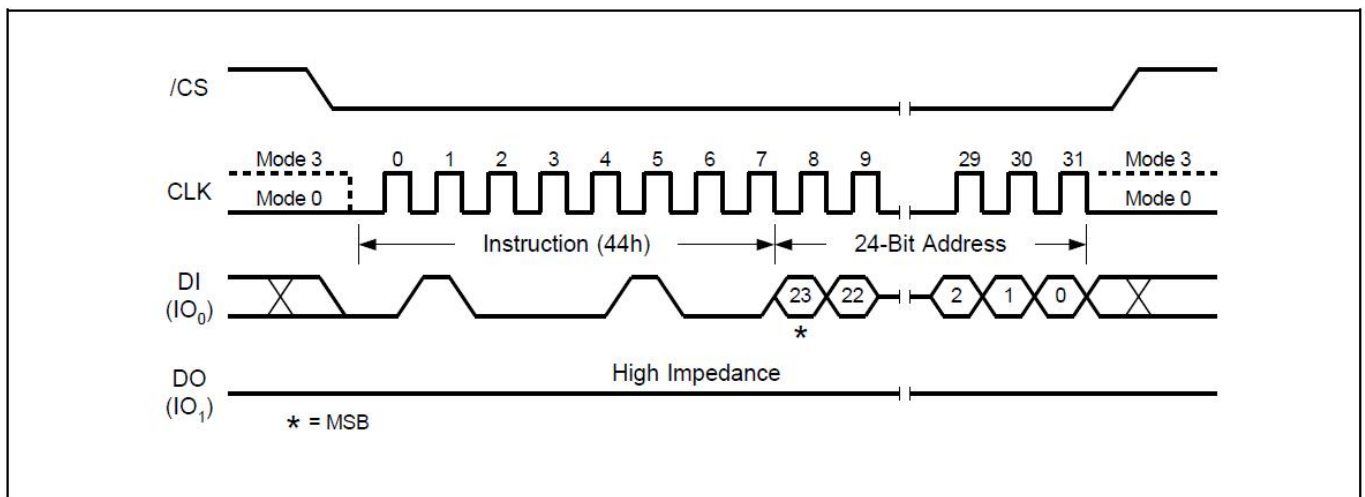 /CS
Mode 3 0 1 2 3 4 5 6 7 8 9 29 30 31 Mode 3
CLK
Mode 0 Mode 0
Instruction (44h) 24-Bit Address
DI
(IO₀)
23 22 2 1 0
*
DO
(IO₁)
High Impedance
* = MSB